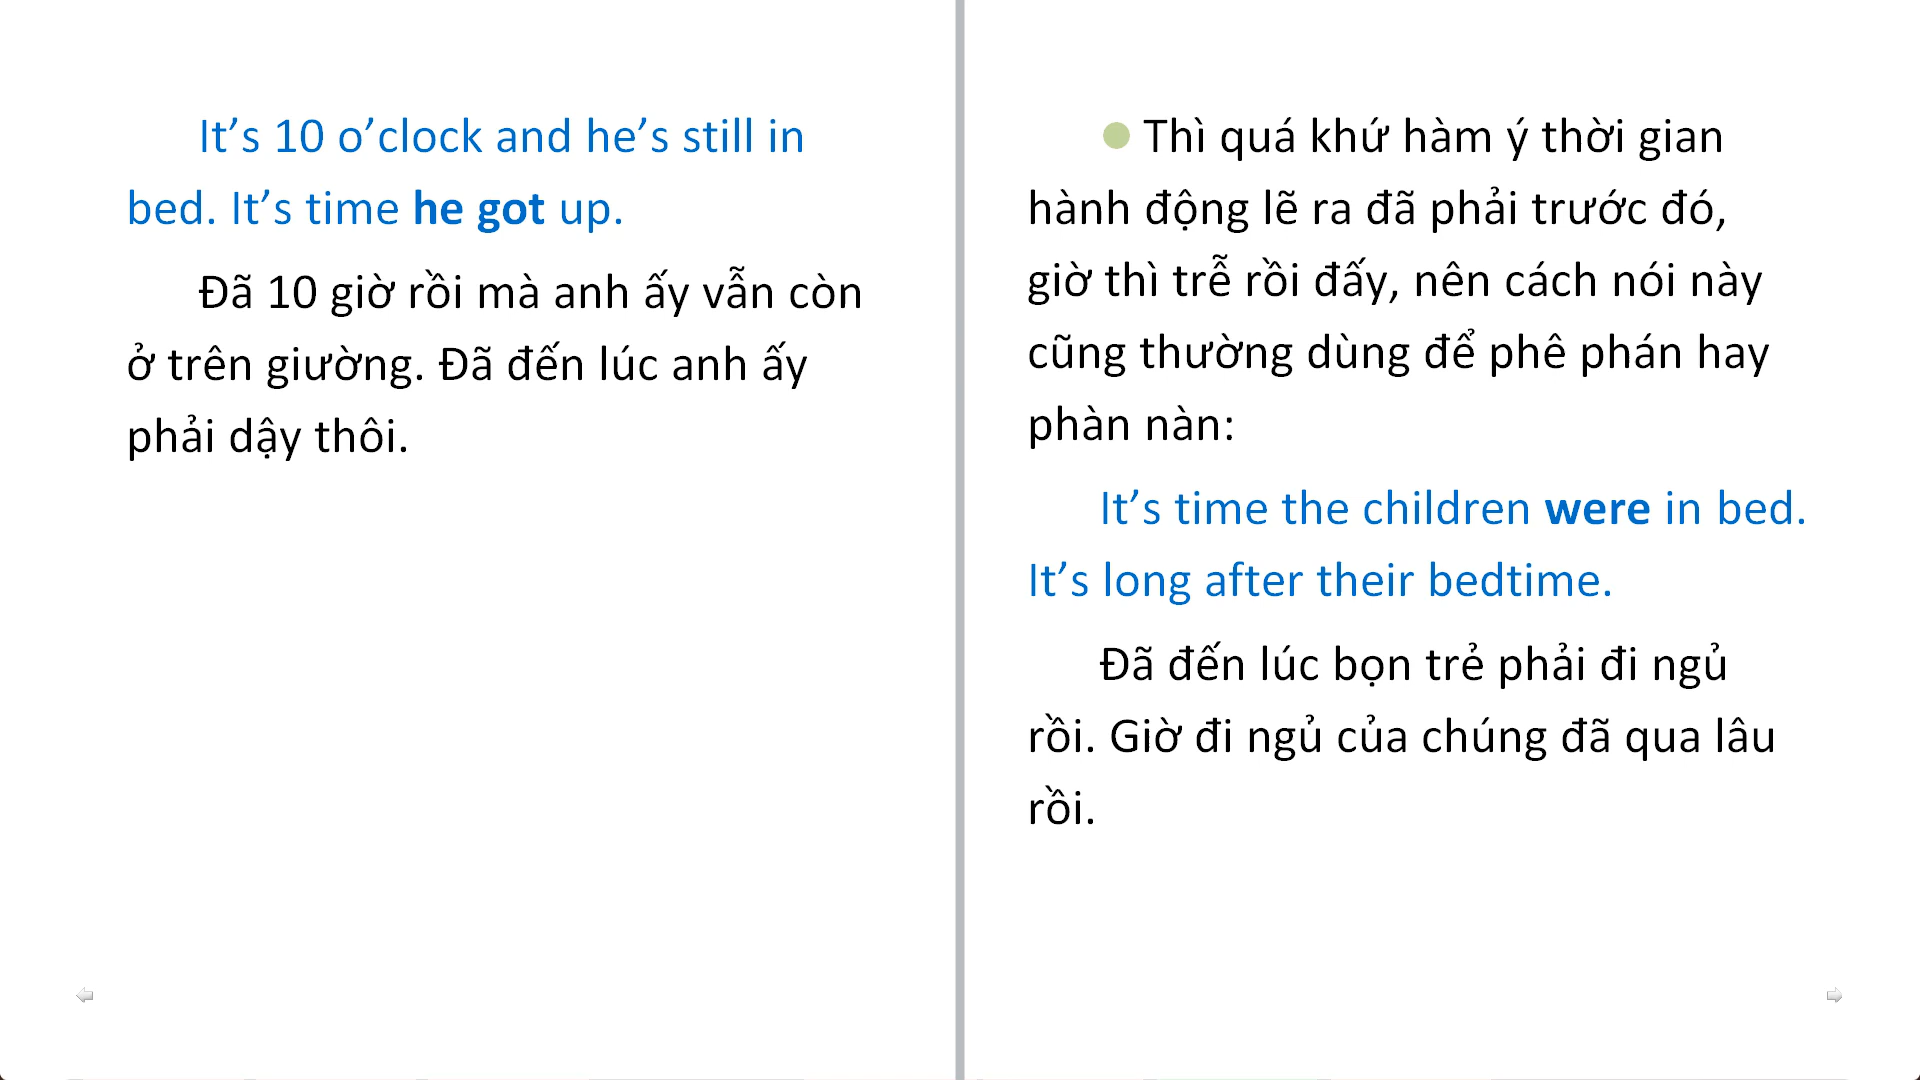 It’s 10 o’clock and he’s still in
bed. It’s time he got up.
Đã 10 giờ rồi mà anh ấy vẫn còn
ở trên giường. Đã đến lúc anh ấy
phải dậy thôi.
Thì quá khứ hàm ý thời gian
hành động lẽ ra đã phải trước đó,
giờ thì trễ rồi đấy, nên cách nói này
cũng thường dùng để phê phán hay
phàn nàn:
It’s time the children were in bed.
It’s long after their bedtime.
Đã đến lúc bọn trẻ phải đi ngủ
rồi. Giờ đi ngủ của chúng đã qua lâu
rồi.